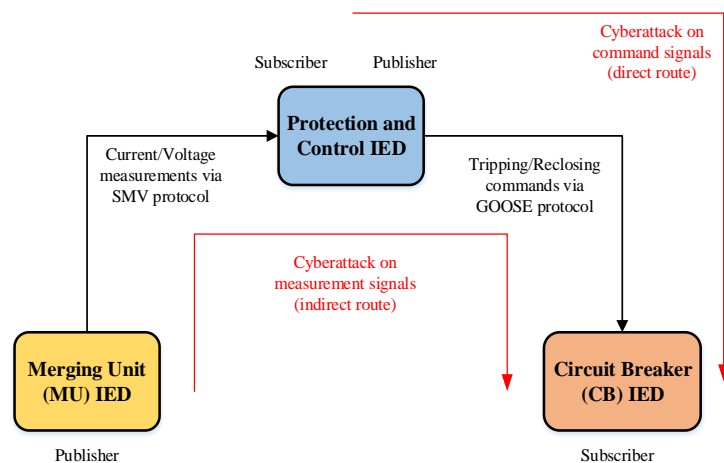 Cyberattack on
command signals
(direct route)
Subscriber
Publisher
Protection and
Control IED
Current/Voltage
measurements via
SMV protocol
Tripping/Reclosing
commands via
GOOSE protocol
Cyberattack on
measurement signals
(indirect route)
Merging Unit
(MU) IED
Circuit Breaker
(CB) IED
Publisher
Subscriber